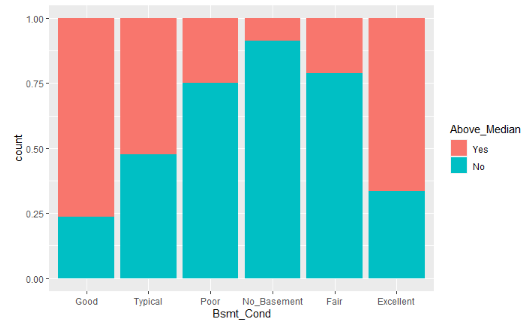 1.00
0.75
0.50
0.25
0.00
count
Good Typical Poor No_Basement Fair Excellent
Bsmt_Cond
Above_Median
Yes
No